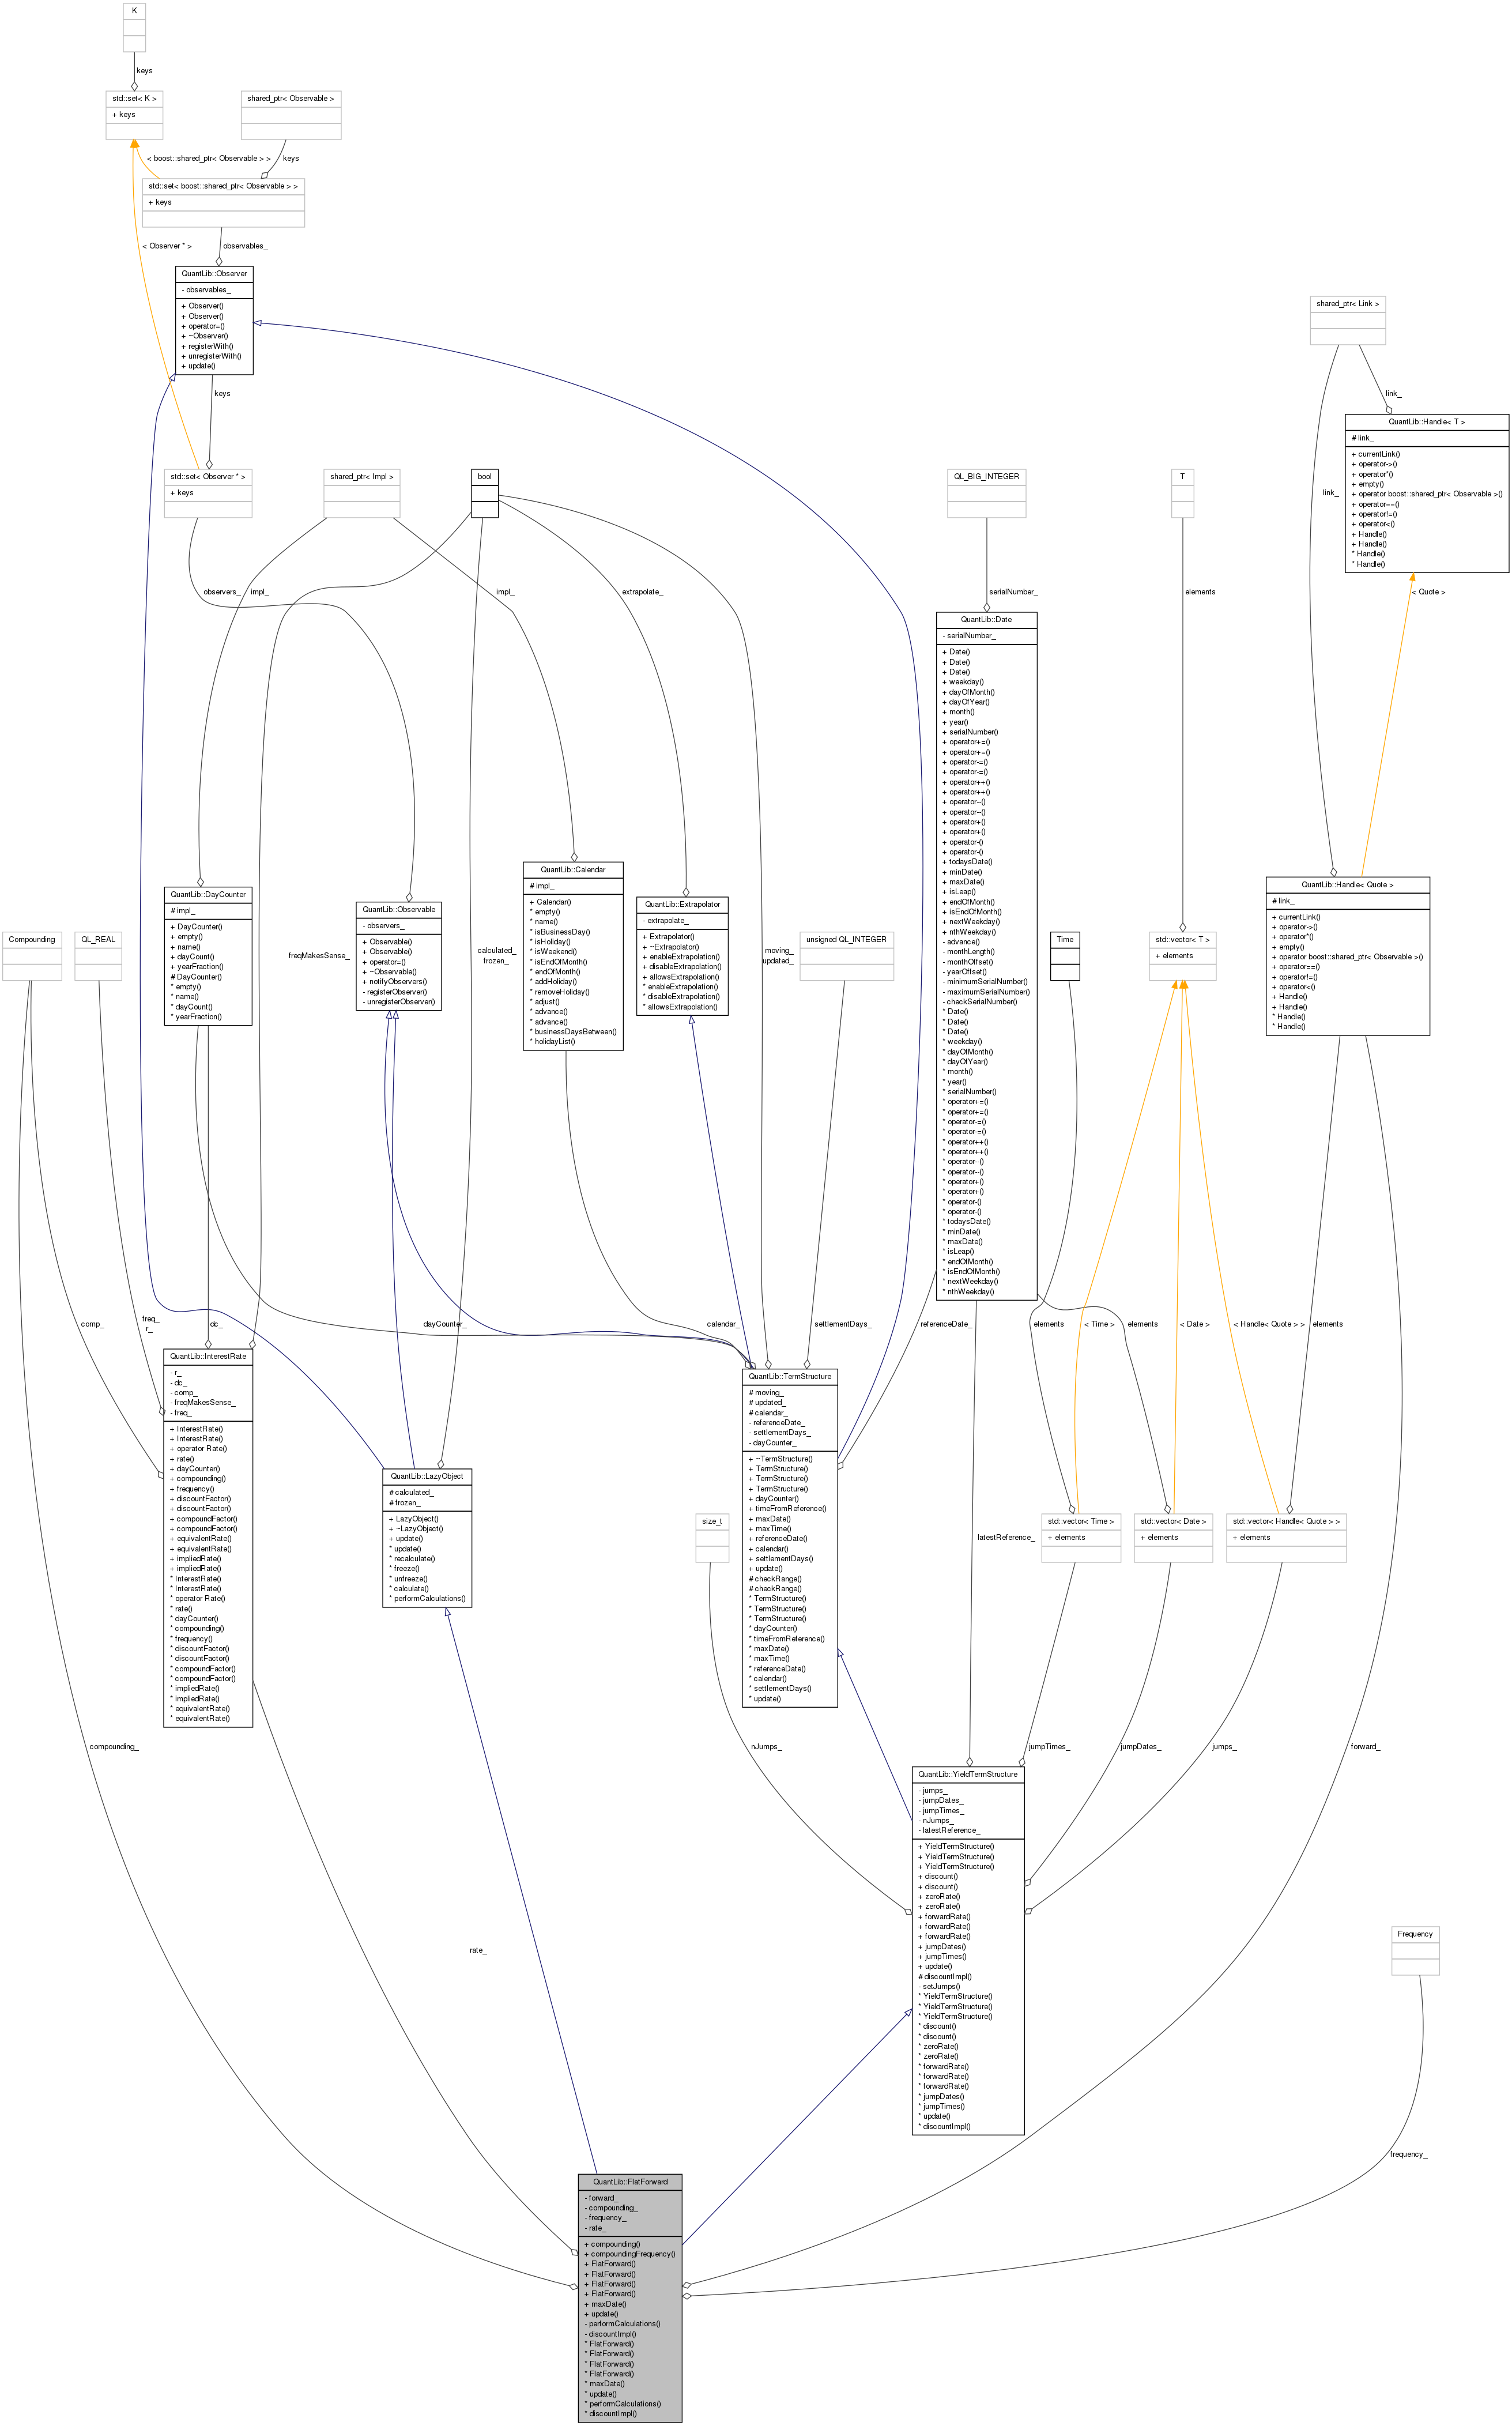 K
keys
std::set< K >
+ keys
shared_ptr< Observable >
< boost::shared_ptr< Observable > >
keys
std::set< boost::shared_ptr< Observable > >
+ keys
< Observer * >
observables_
QuantLib::Observer
- observables_
+ Observer()
+ Observer()
+ operator=()
+ ~Observer()
+ registerWith()
+ unregisterWith()
+ update()
shared_ptr< Link >
keys
link_
QuantLib::Handle< T >
# link_
+ currentLink()
+ operator->()
+ operator*()
+ empty()
+ operator boost::shared_ptr< Observable >()
+ operator==()
+ operator!=()
+ operator<()
+ Handle()
+ Handle()
* Handle()
* Handle()
std::set< Observer * >
+ keys
shared_ptr< Impl >
bool
QL_BIG_INTEGER
T
link_
observers_
impl_
impl_
extrapolate_
serialNumber_
elements
< Quote >
QuantLib::Date
- serialNumber_
+ Date()
+ Date()
+ Date()
+ weekday()
+ dayOfMonth()
+ dayOfYear()
+ month()
+ year()
+ serialNumber()
+ operator+=()
+ operator+=()
+ operator-=()
+ operator-=()
+ operator++()
+ operator++()
+ operator--()
+ operator--()
+ operator+()
+ operator+()
+ operator-()
+ operator-()
+ todaysDate()
+ minDate()
+ maxDate()
+ isLeap()
+ endOfMonth()
+ isEndOfMonth()
+ nextWeekday()
+ nthWeekday()
- advance()
- monthLength()
- monthOffset()
- yearOffset()
- minimumSerialNumber()
- maximumSerialNumber()
- checkSerialNumber()
* Date()
* Date()
* Date()
* weekday()
* dayOfMonth()
* dayOfYear()
* month()
* year()
* serialNumber()
* operator+=()
* operator+=()
* operator-=()
* operator-=()
* operator++()
* operator++()
* operator--()
* operator--()
* operator+()
* operator+()
* operator-()
* operator-()
* todaysDate()
* minDate()
* maxDate()
* isLeap()
* endOfMonth()
* isEndOfMonth()
* nextWeekday()
* nthWeekday()
Compounding
QL_REAL
QuantLib::DayCounter
# impl_
+ DayCounter()
+ empty()
+ name()
+ dayCount()
+ yearFraction()
# DayCounter()
* empty()
* name()
* dayCount()
* yearFraction()
freqMakesSense_
QuantLib::Observable
- observers_
+ Observable()
+ Observable()
+ operator=()
+ ~Observable()
+ notifyObservers()
- registerObserver()
- unregisterObserver()
calculated_
frozen_
QuantLib::Calendar
# impl_
+ Calendar()
* empty()
* name()
* isBusinessDay()
* isHoliday()
* isWeekend()
* isEndOfMonth()
* endOfMonth()
* addHoliday()
* removeHoliday()
* adjust()
* advance()
* advance()
* businessDaysBetween()
* holidayList()
QuantLib::Extrapolator
- extrapolate_
+ Extrapolator()
+ ~Extrapolator()
+ enableExtrapolation()
+ disableExtrapolation()
+ allowsExtrapolation()
* enableExtrapolation()
* disableExtrapolation()
* allowsExtrapolation()
moving_
updated_
unsigned QL_INTEGER
Time
std::vector< T >
+ elements
QuantLib::Handle< Quote >
# link_
+ currentLink()
+ operator->()
+ operator*()
+ empty()
+ operator boost::shared_ptr< Observable >()
+ operator==()
+ operator!=()
+ operator<()
+ Handle()
+ Handle()
* Handle()
* Handle()
comp_
freq_
r_
dc_
dayCounter_
calendar_
settlementDays_
referenceDate_
elements
< Time >
elements
< Date >
< Handle< Quote > >
elements
QuantLib::InterestRate
- r_
- dc_
- comp_
- freqMakesSense_
- freq_
+ InterestRate()
+ InterestRate()
+ operator Rate()
+ rate()
+ dayCounter()
+ compounding()
+ frequency()
+ discountFactor()
+ discountFactor()
+ compoundFactor()
+ compoundFactor()
+ equivalentRate()
+ equivalentRate()
+ impliedRate()
+ impliedRate()
* InterestRate()
* InterestRate()
* operator Rate()
* rate()
* dayCounter()
* compounding()
* frequency()
* discountFactor()
* discountFactor()
* compoundFactor()
* compoundFactor()
* impliedRate()
* impliedRate()
* equivalentRate()
* equivalentRate()
QuantLib::LazyObject
# calculated_
# frozen_
+ LazyObject()
+ ~LazyObject()
+ update()
* update()
* recalculate()
* freeze()
* unfreeze()
* calculate()
* performCalculations()
QuantLib::TermStructure
# moving_
# updated_
# calendar_
- referenceDate_
- settlementDays_
- dayCounter_
+ ~TermStructure()
+ TermStructure()
+ TermStructure()
+ TermStructure()
+ dayCounter()
+ timeFromReference()
+ maxDate()
+ maxTime()
+ referenceDate()
+ calendar()
+ settlementDays()
+ update()
# checkRange()
# checkRange()
* TermStructure()
* TermStructure()
* TermStructure()
* dayCounter()
* timeFromReference()
* maxDate()
* maxTime()
* referenceDate()
* calendar()
* settlementDays()
* update()
size_t
latestReference_
std::vector< Time >
+ elements
std::vector< Date >
+ elements
std::vector< Handle< Quote > >
+ elements
compounding_
nJumps_
jumpTimes_
jumpDates_
jumps_
forward_
QuantLib::YieldTermStructure
- jumps_
- jumpDates_
- jumpTimes_
- nJumps_
- latestReference_
+ YieldTermStructure()
+ YieldTermStructure()
+ YieldTermStructure()
+ discount()
+ discount()
+ zeroRate()
+ zeroRate()
+ forwardRate()
+ forwardRate()
+ forwardRate()
+ jumpDates()
+ jumpTimes()
+ update()
# discountImpl()
- setJumps()
* YieldTermStructure()
* YieldTermStructure()
* YieldTermStructure()
* discount()
* discount()
* zeroRate()
* zeroRate()
* forwardRate()
* forwardRate()
* forwardRate()
* jumpDates()
* jumpTimes()
* update()
* discountImpl()
rate_
Frequency
frequency_
QuantLib::FlatForward
- forward_
- compounding_
- frequency_
- rate_
+ compounding()
+ compoundingFrequency()
+ FlatForward()
+ FlatForward()
+ FlatForward()
+ FlatForward()
+ maxDate()
+ update()
- performCalculations()
- discountImpl()
* FlatForward()
* FlatForward()
* FlatForward()
* FlatForward()
* maxDate()
* update()
* performCalculations()
* discountImpl()